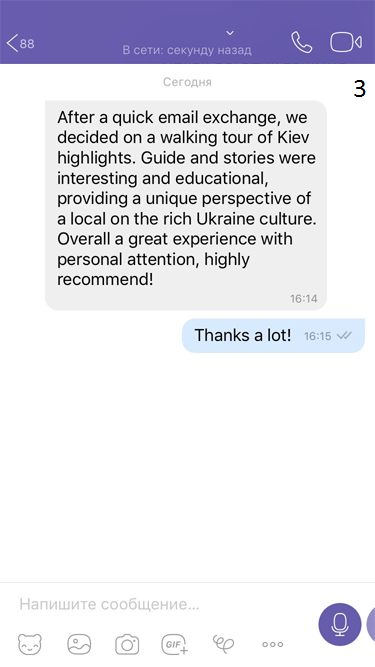 88
В сети: секунду назад
Сегодня
3
After a quick email exchange, we
decided on a walking tour of Kiev
highlights. Guide and stories were
interesting and educational,
providing a unique perspective of
a local on the rich Ukraine culture.
Overall a great experience with
personal attention, highly
recommend!
16:14
Thanks a lot! 16:15
Напишите сообщение...
GIF